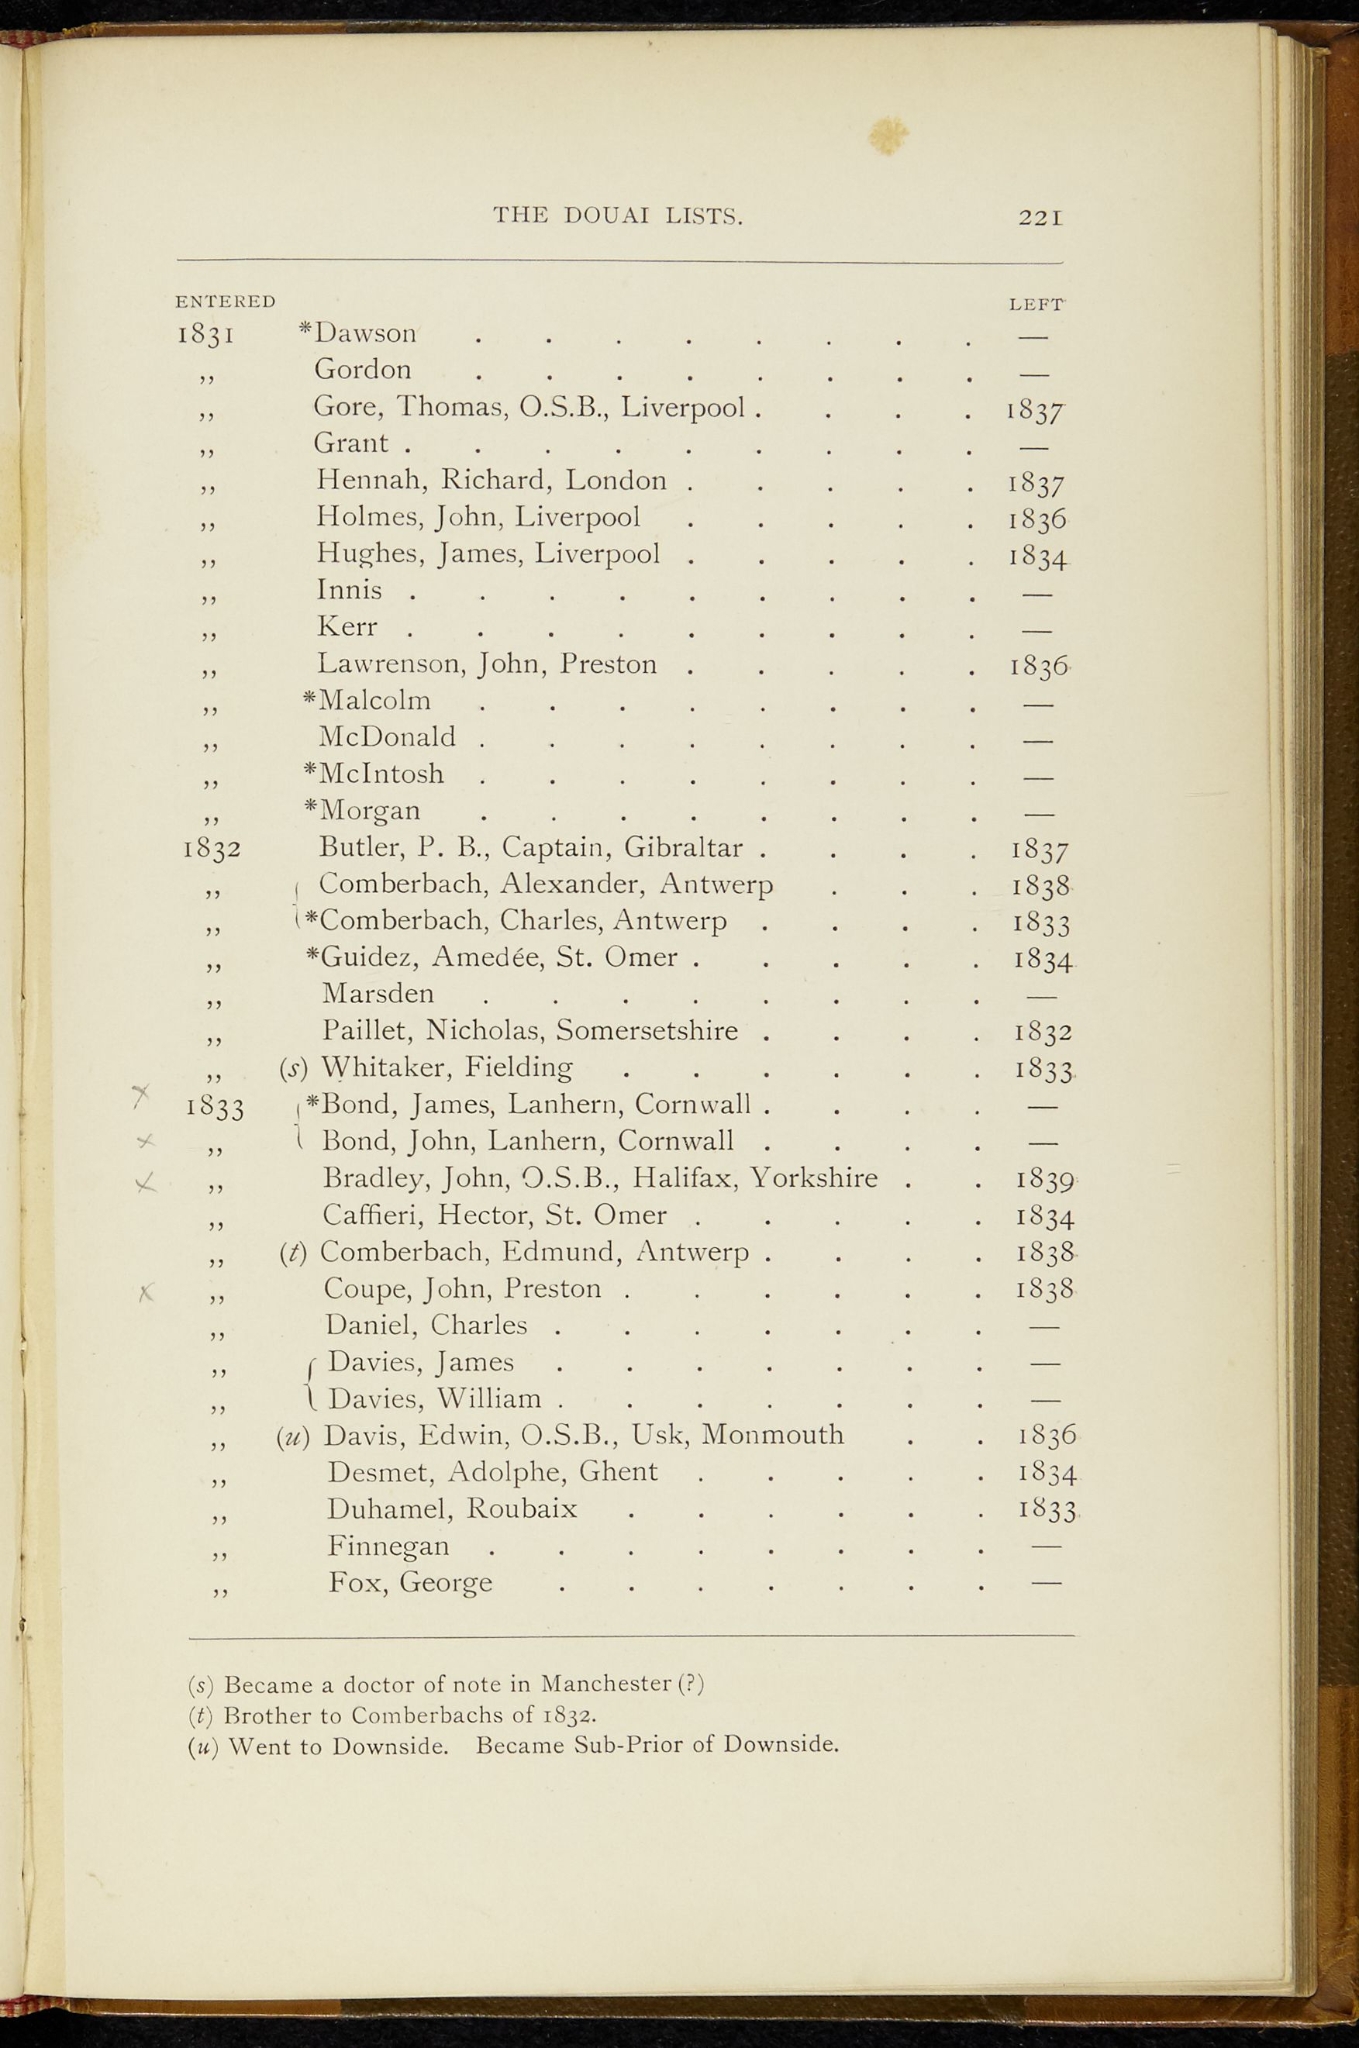 THE DOUAI LISTS. 221
ENTERED LEFT
1831 *Dawson . . . . . . . . —
„ Gordon . . . . . . . . —
„ Gore, Thomas, O.S.B., Liverpool . . . . 1837
„ Grant . . . . . . . . . —
„ Hennah, Richard, London . . . . . 1837
„ Holmes, John, Liverpool . . . . . 1836
„ Hughes, James, Liverpool . . . . . 1834
„ Innis . . . . . . . . . —
„ Kerr . . . . . . . . . —
„ Lawrenson, John, Preston . . . . . 1836
„ *Malcolm . . . . . . . . —
„ McDonald . . . . . . . . —
„ *McIntosh . . . . . . . . —
„ *Morgan . . . . . . . . —
1832 Butler, P. B., Captain, Gibraltar . . . . 1837
„ Comberbach, Alexander, Antwerp . . . 1838
„ *Comberbach, Charles, Antwerp . . . . 1833
„ *Guidez, Amedée, St. Omer . . . . . 1834
„ Marsden . . . . . . . . —
„ Paillet, Nicholas, Somersetshire . . . . 1832
„ (s) Whitaker, Fielding . . . . . . 1833
x 1833 *Bond, James, Lanhern, Cornwall . . . . —
x „ Bond, John, Lanhern, Cornwall . . . . —
x „ Bradley, John, O.S.B., Halifax, Yorkshire . . 1839
„ Caffieri, Hector, St. Omer . . . . . 1834
„ (t) Comberbach, Edmund, Antwerp . . . . 1838
x „ Coupe, John, Preston . . . . . . 1838
„ Daniel, Charles . . . . . . . —
„ { Davies, James . . . . . . . —
„ Davies, William . . . . . . . —
„ (u) Davis, Edwin, O.S.B., Usk, Monmouth . . 1836
„ Desmet, Adolphe, Ghent . . . . . 1834
„ Duhamel, Roubaix . . . . . . 1833
„ Finnegan . . . . . . . . —
„ Fox, George . . . . . . . —
(s) Became a doctor of note in Manchester (?)
(t) Brother to Comberbachs of 1832.
(u) Went to Downside. Became Sub-Prior of Downside.